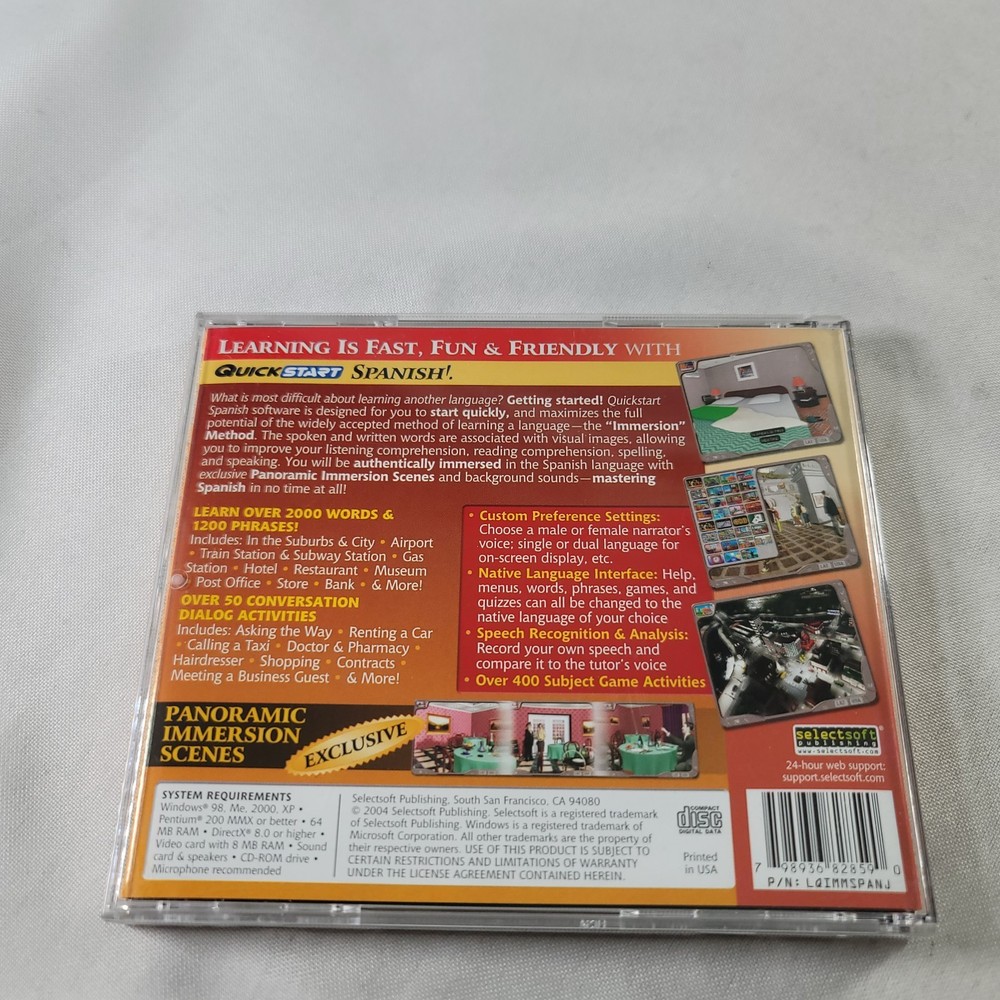 LEARNING IS FAST, FUN & FRIENDLY WITH
QUICKSTART SPANISH!.
What is most difficult about learning another language? Getting started! Quickstart
Spanish software is designed for you to start quickly, and maximizes the full
potential of the widely accepted method of learning a language—the "Immersion"
Method. The spoken and written words are associated with visual images, allowing
you to improve your listening comprehension, reading comprehension, spelling,
and speaking. You will be authentically immersed in the Spanish language with
exclusive Panoramic Immersion Scenes and background sounds—mastering
Spanish in no time at all!
LEARN OVER 2000 WORDS &
1200 PHRASES!
Includes: In the Suburbs & City • Airport
• Train Station & Subway Station • Gas
Station • Hotel • Restaurant • Museum
• Post Office • Store • Bank • & More!
OVER 50 CONVERSATION
DIALOG ACTIVITIES
Includes: Asking the Way • Renting a Car
• Calling a Taxi • Doctor & Pharmacy •
Hairdresser • Shopping • Contracts •
Meeting a Business Guest • & More!
• Custom Preference Settings:
Choose a male or female narrator's
voice; single or dual language for
on-screen display, etc.
• Native Language Interface: Help,
menus, words, phrases, games, and
quizzes can all be changed to the
native language of your choice
• Speech Recognition & Analysis:
Record your own speech and
compare it to the tutor's voice
• Over 400 Subject Game Activities
PANORAMIC
IMMERSION
SCENES
EXCLUSIVE
selectsoft
publishing
www.selectsoft.com
24-hour web support:
support.selectsoft.com
SYSTEM REQUIREMENTS
Windows® 98, Me, 2000, XP •
Pentium® 200 MMX or better • 64
MB RAM • DirectX® 8.0 or higher •
Video card with 8 MB RAM • Sound
card & speakers • CD-ROM drive •
Microphone recommended
Selectsoft Publishing, South San Francisco, CA 94080
© 2004 Selectsoft Publishing. Selectsoft is a registered trademark
of Selectsoft Publishing. Windows is a registered trademark of
Microsoft Corporation. All other trademarks are the property of
their respective owners. USE OF THIS PRODUCT IS SUBJECT TO
CERTAIN RESTRICTIONS AND LIMITATIONS OF WARRANTY
UNDER THE LICENSE AGREEMENT CONTAINED HEREIN.
COMPACT
disc
DIGITAL DATA
Printed
in USA
7 98936 82859 0
P/N: LQIMMSPANJ